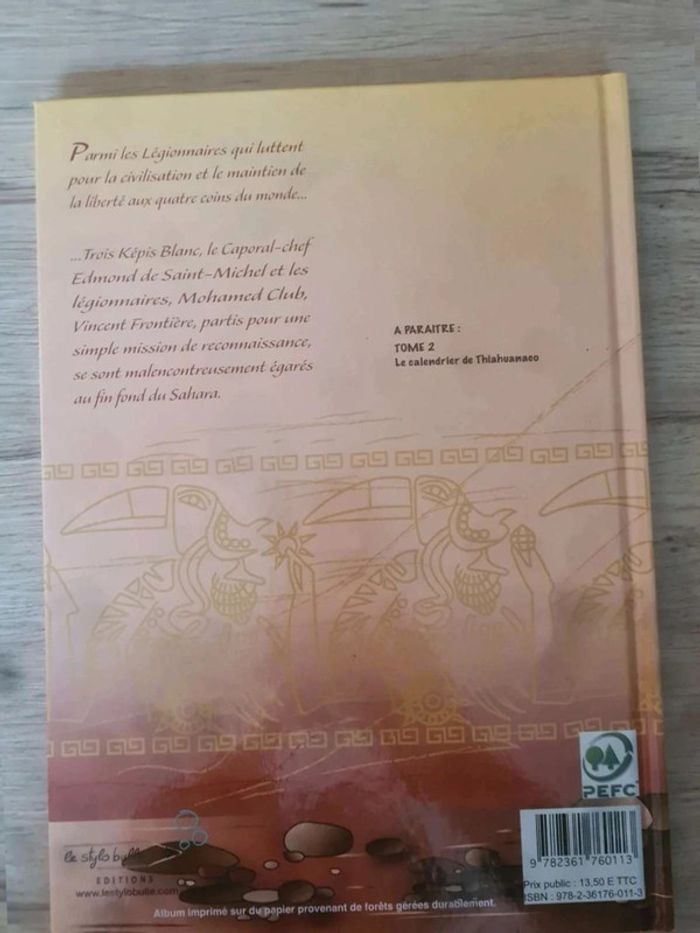 Parmi les Légionnaires qui luttent
pour la civilisation et le maintien de
la liberté aux quatre coins du monde...
...Trois Képis Blanc, le Caporal-chef
Edmond de Saint-Michel et les
légionnaires, Mohamed Club,
Vincent Frontière, partis pour une
simple mission de reconnaissance,
se sont malencontreusement égarés
au fin fond du Sahara.
A PARAITRE :
TOME 2
Le calendrier de Thiahuanaco
PEFC
le stylo bulle
EDITIONS
www.lestylobulle.com
9 782361 760113
Prix public : 13,50 E TTC
ISBN : 978-2-36176-011-3
Album imprimé sur du papier provenant de forêts gérées durablement.